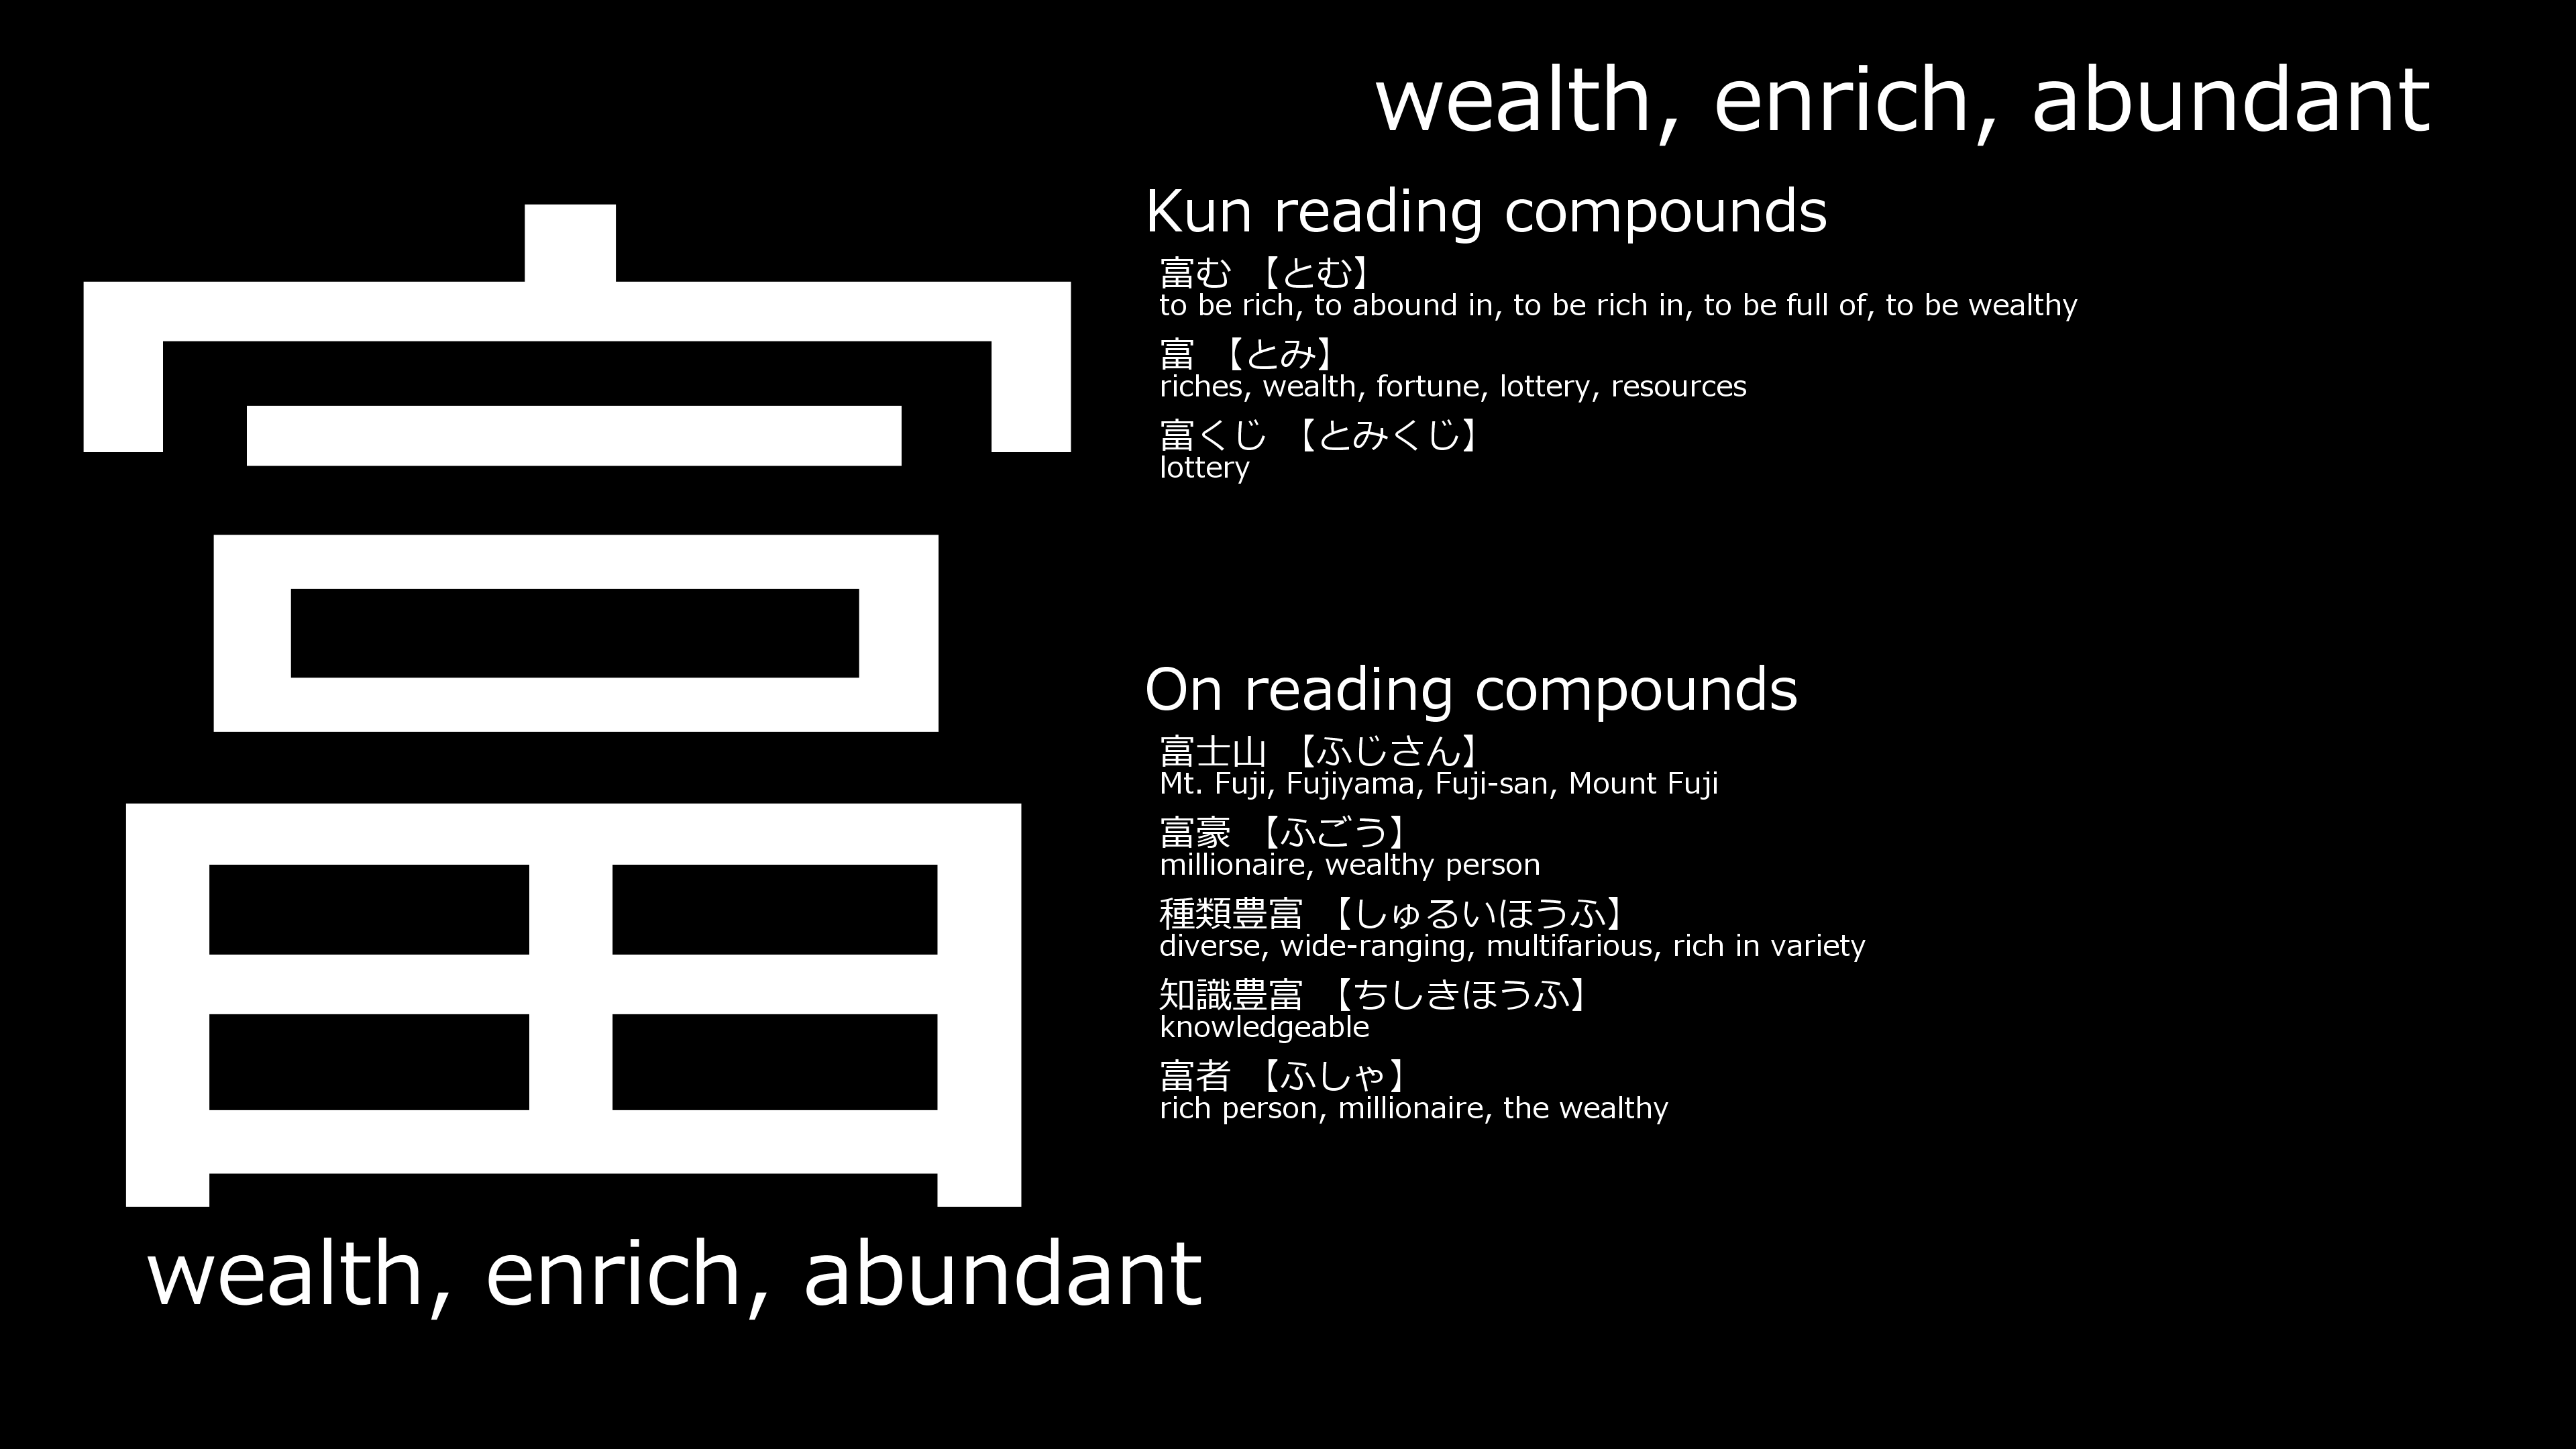 富
wealth, enrich, abundant
wealth, enrich, abundant
Kun reading compounds
富む 【とむ】
to be rich, to abound in, to be rich in, to be full of, to be wealthy
富 【とみ】
riches, wealth, fortune, lottery, resources
富くじ 【とみくじ】
lottery
On reading compounds
富士山 【ふじさん】
Mt. Fuji, Fujiyama, Fuji-san, Mount Fuji
富豪 【ふごう】
millionaire, wealthy person
種類豊富 【しゅるいほうふ】
diverse, wide-ranging, multifarious, rich in variety
知識豊富 【ちしきほうふ】
knowledgeable
富者 【ふしゃ】
rich person, millionaire, the wealthy